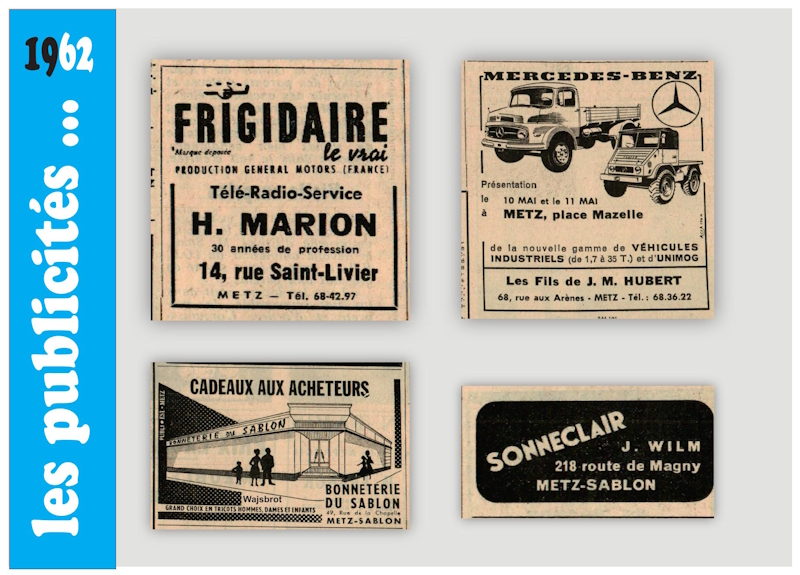 1962
les publicités ...
FRIGIDAIRE
Marque déposée
le vrai
PRODUCTION GENERAL MOTORS (FRANCE)
Télé-Radio-Service
H. MARION
30 années de profession
14, rue Saint-Livier
METZ - Tél. 68-42.97
MERCEDES-BENZ
Présentation
le 10 MAI et le 11 MAI
à METZ, place Mazelle
de la nouvelle gamme de VÉHICULES
INDUSTRIELS (de 1,7 à 35 T.) et d'UNIMOG
Les Fils de J. M. HUBERT
68, rue aux Arènes - METZ - Tél. : 68.36.22
CADEAUX AUX ACHETEURS
BONNETERIE DU SABLON
Wajsbrot
BONNETERIE
DU SABLON
GRAND CHOIX EN TRICOTS HOMMES, DAMES ET ENFANTS
49, Rue de la Chapelle
METZ-SABLON
SONNECLAIR
J. WILM
218 route de Magny
METZ-SABLON